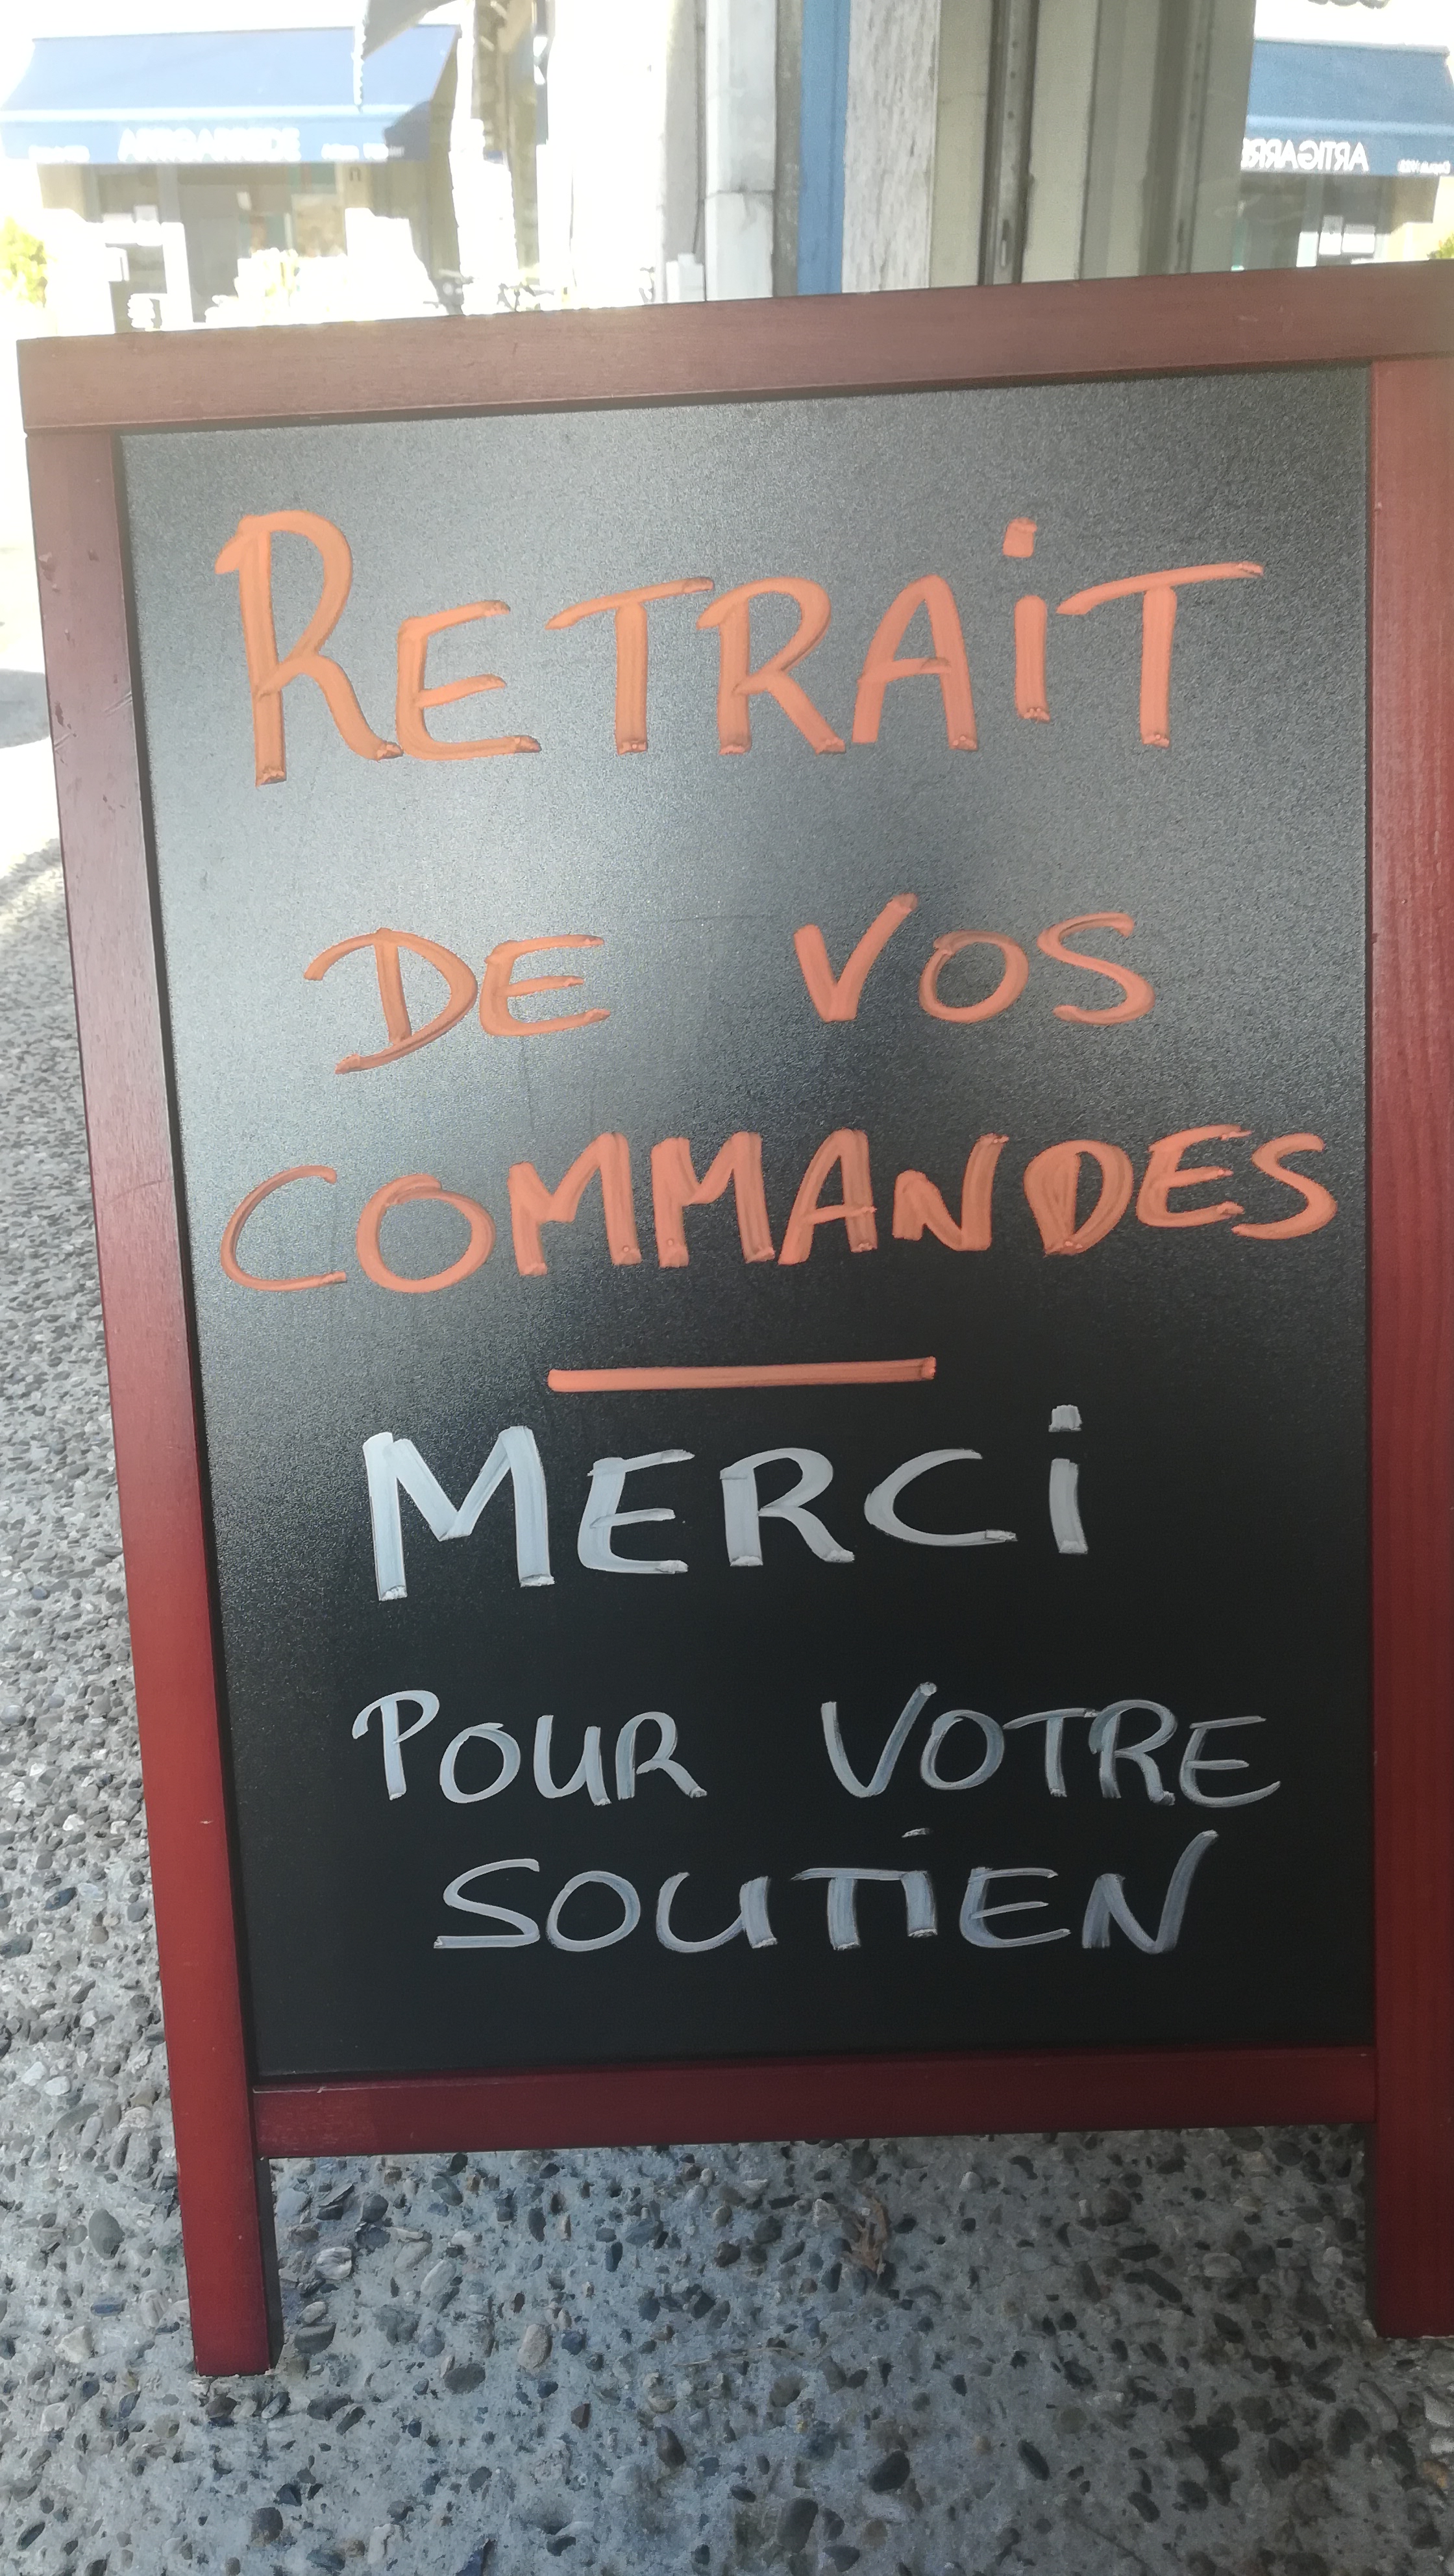 RETRAiT
DE VOS
COMMANDES
MERCi
POUR VOTRE
SOUTiEN